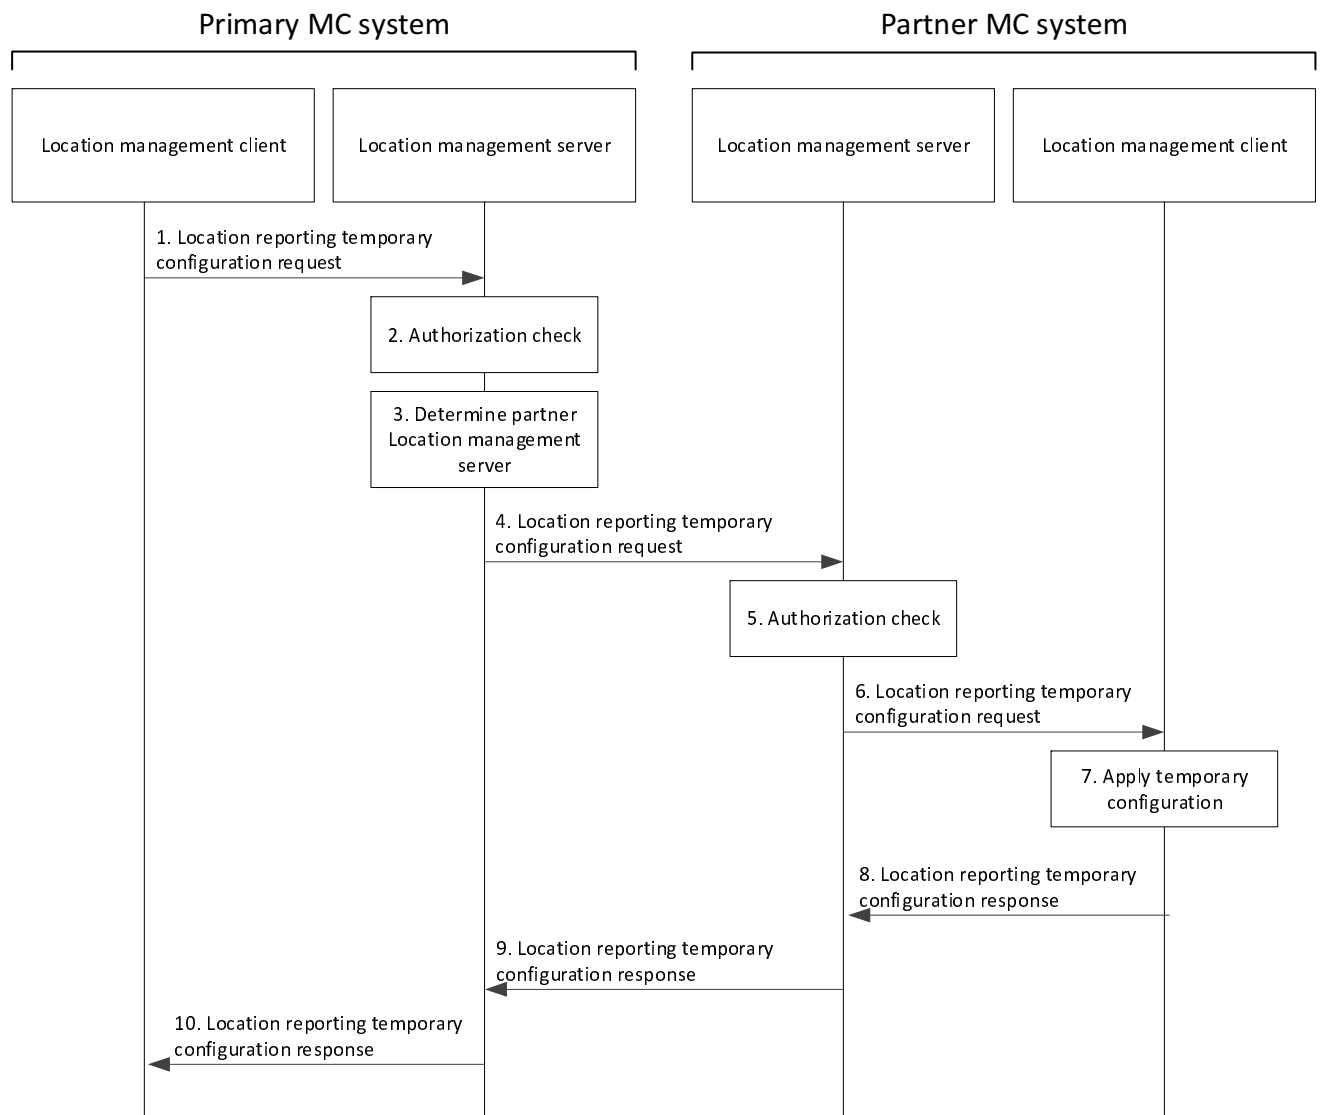 Primary MC system
Partner MC system
Location management client
Location management server
Location management server
Location management client
1. Location reporting temporary
configuration request
2. Authorization check
3. Determine partner
Location management
server
4. Location reporting temporary
configuration request
5. Authorization check
6. Location reporting temporary
configuration request
7. Apply temporary
configuration
8. Location reporting temporary
configuration response
9. Location reporting temporary
configuration response
10. Location reporting temporary
configuration response